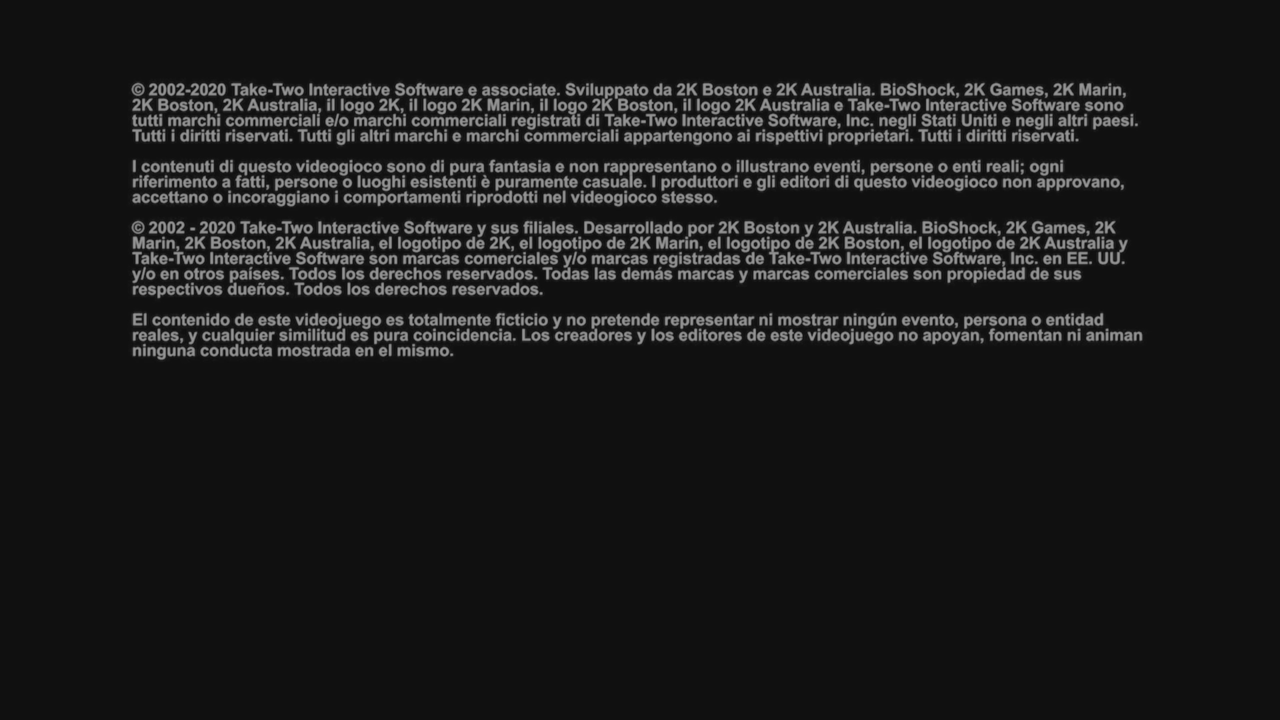 © 2002-2020 Take-Two Interactive Software e associate. Sviluppato da 2K Boston e 2K Australia. BioShock, 2K Games, 2K Marin,
2K Boston, 2K Australia, il logo 2K, il logo 2K Marin, il logo 2K Boston, il logo 2K Australia e Take-Two Interactive Software sono
tutti marchi commerciali e/o marchi commerciali registrati di Take-Two Interactive Software, Inc. negli Stati Uniti e negli altri paesi.
Tutti i diritti riservati. Tutti gli altri marchi e marchi commerciali appartengono ai rispettivi proprietari. Tutti i diritti riservati.
I contenuti di questo videogioco sono di pura fantasia e non rappresentano o illustrano eventi, persone o enti reali; ogni
riferimento a fatti, persone o luoghi esistenti è puramente casuale. I produttori e gli editori di questo videogioco non approvano,
accettano o incoraggiano i comportamenti riprodotti nel videogioco stesso.
© 2002 - 2020 Take-Two Interactive Software y sus filiales. Desarrollado por 2K Boston y 2K Australia. BioShock, 2K Games, 2K
Marin, 2K Boston, 2K Australia, el logotipo de 2K, el logotipo de 2K Marin, el logotipo de 2K Boston, el logotipo de 2K Australia y
Take-Two Interactive Software son marcas comerciales y/o marcas registradas de Take-Two Interactive Software, Inc. en EE. UU.
y/o en otros países. Todos los derechos reservados. Todas las demás marcas y marcas comerciales son propiedad de sus
respectivos dueños. Todos los derechos reservados.
El contenido de este videojuego es totalmente ficticio y no pretende representar ni mostrar ningún evento, persona o entidad
reales, y cualquier similitud es pura coincidencia. Los creadores y los editores de este videojuego no apoyan, fomentan ni animan
ninguna conducta mostrada en el mismo.